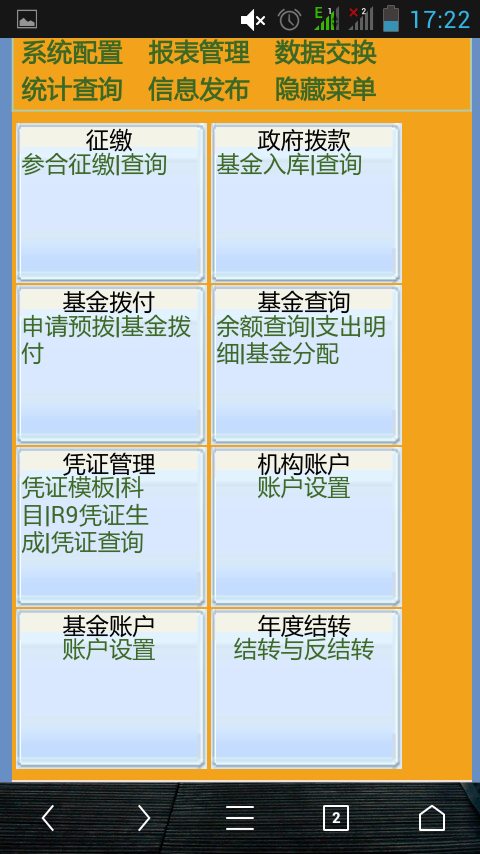 E 1 2 17:22
系统配置 报表管理 数据交换
统计查询 信息发布 隐藏菜单
征缴
参合征缴|查询
政府拨款
基金入库|查询
基金拨付
申请预拨|基金拨
付
基金查询
余额查询|支出明
细|基金分配
凭证管理
凭证模板|科
目|R9凭证生
成|凭证查询
机构账户
账户设置
基金账户
账户设置
年度结转
结转与反结转
2